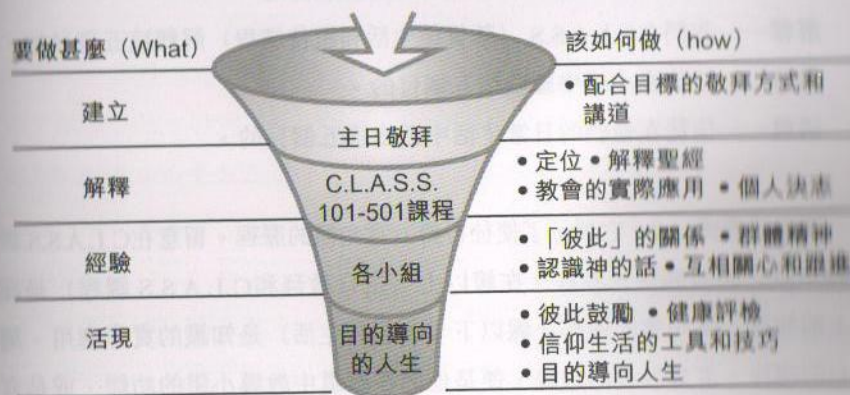 要做甚麼（What）
該如何做（how）
建立
主日敬拜
• 配合目標的敬拜方式和
講道
解釋
C.L.A.S.S.
101-501課程
• 定位 • 解釋聖經
• 教會的實際應用 • 個人決志
經驗
各小組
• 「彼此」的關係 • 群體精神
• 認識神的話 • 互相關心和跟進
活現
目的導向
的人生
• 彼此鼓勵 • 健康評檢
• 信仰生活的工具和技巧
• 目的導向人生